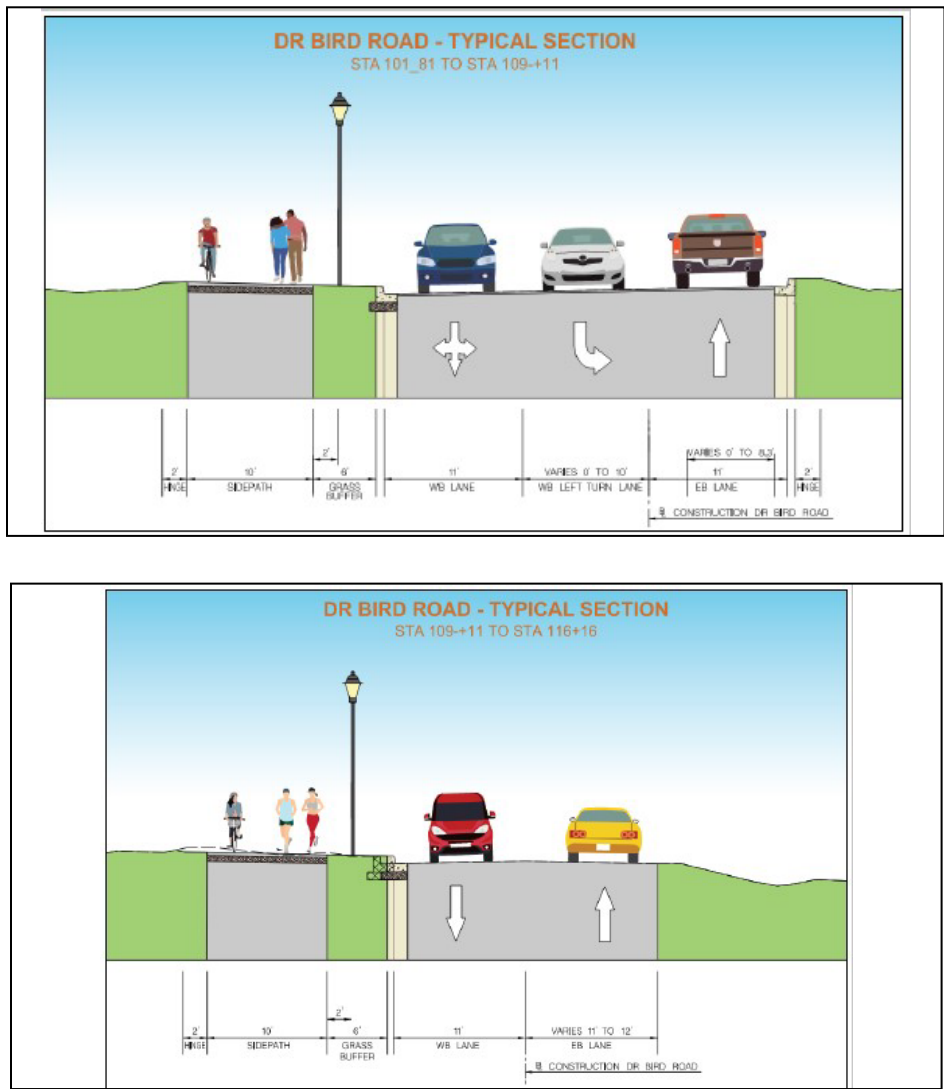 DR BIRD ROAD - TYPICAL SECTION
STA 101_81 TO STA 109-+11
2'
VARIES 0' TO 8.3'
2'
10'
6'
11'
VARIES 0' TO 10'
11'
2'
HINGE
SIDEPATH
GRASS
BUFFER
WB LANE
WB LEFT TURN LANE
EB LANE
HINGE
CONSTRUCTION DR BIRD ROAD
DR BIRD ROAD - TYPICAL SECTION
STA 109-+11 TO STA 116+16
2'
2'
10'
6'
11'
VARIES 11' TO 12'
HINGE
SIDEPATH
GRASS
BUFFER
WB LANE
EB LANE
CONSTRUCTION DR BIRD ROAD